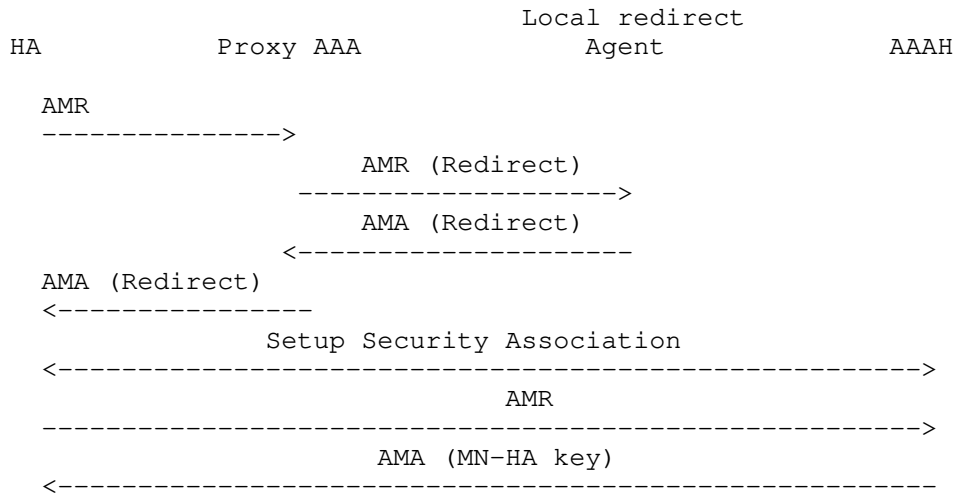 Local redirect
HA Proxy AAA Agent AAAH
AMR
--------------->
AMR (Redirect)
-------------------->
AMA (Redirect)
<---------------------
AMA (Redirect)
<----------------
Setup Security Association
<------------------------------------------------------>
AMR
------------------------------------------------------->
AMA (MN-HA key)
<-------------------------------------------------------